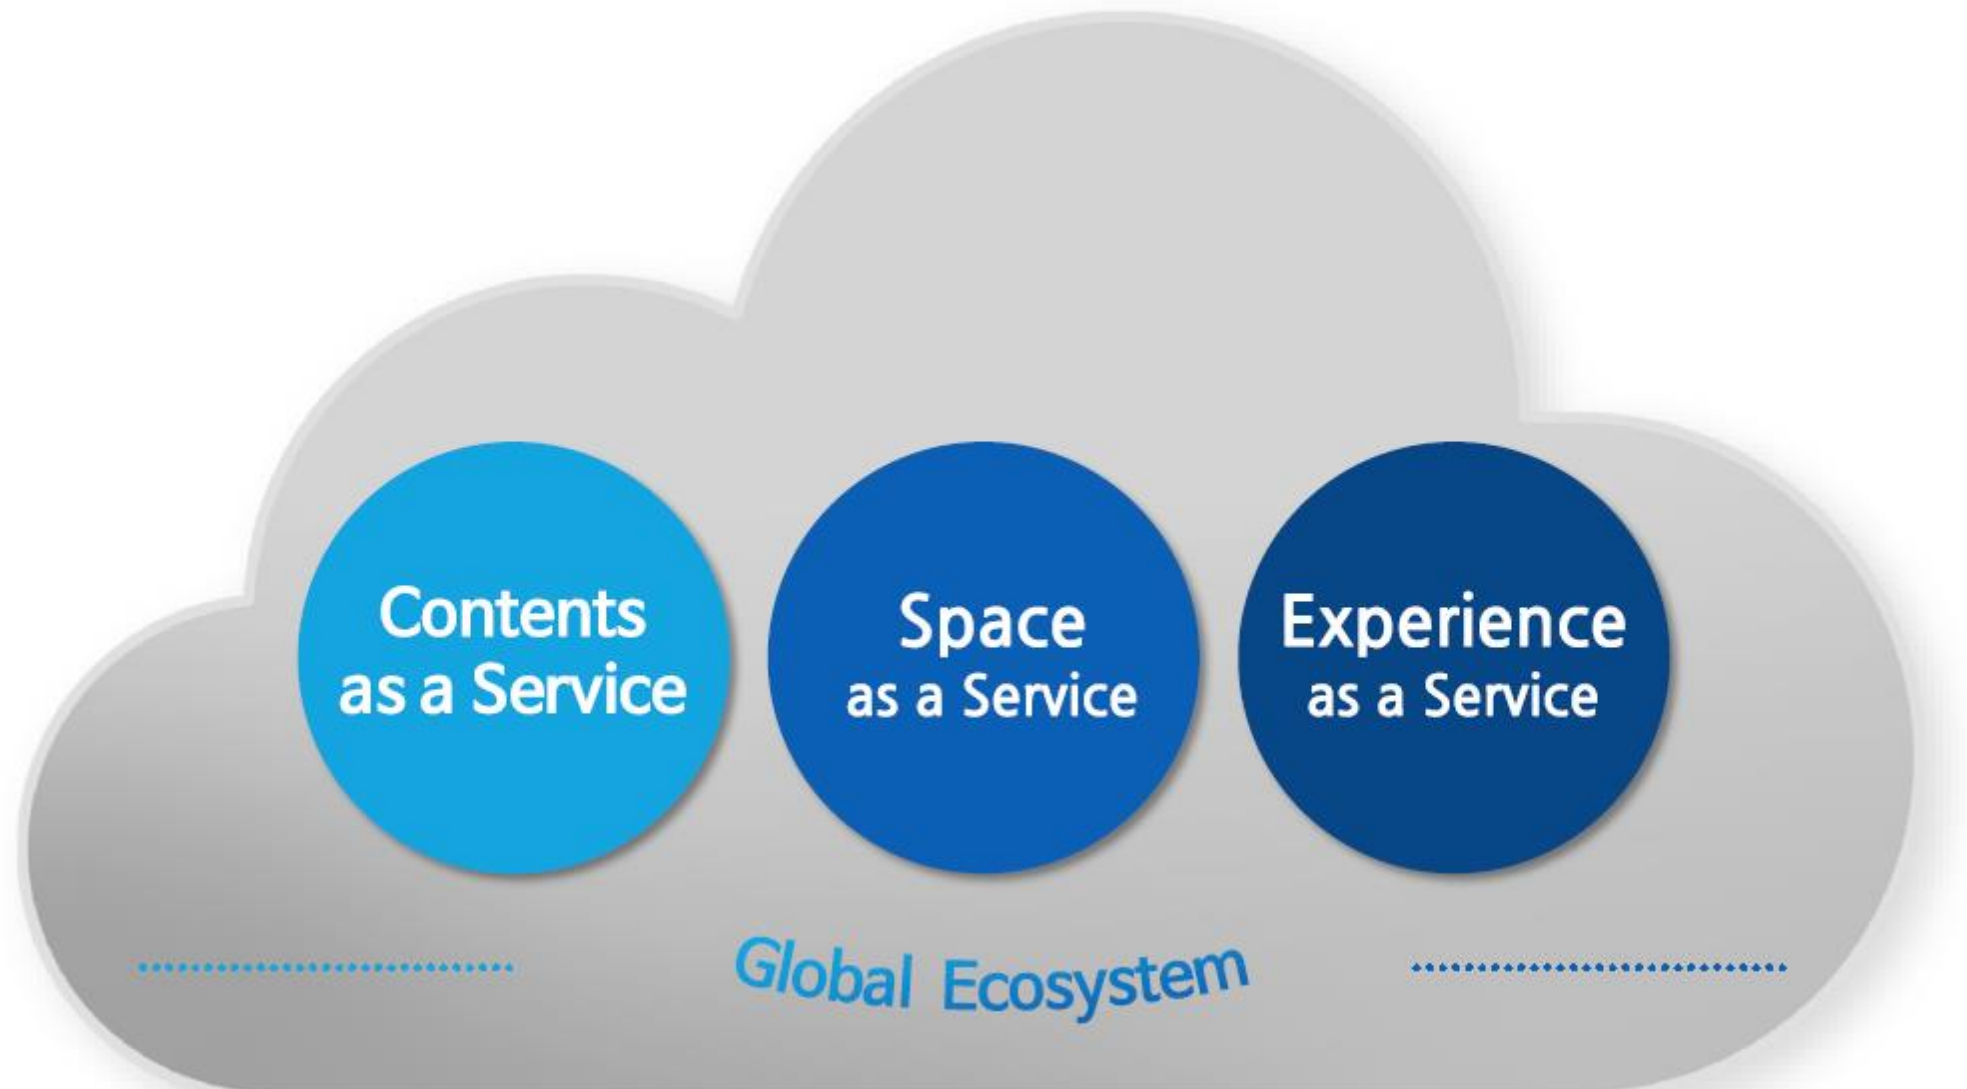 Contents
as a Service
Space
as a Service
Experience
as a Service
Global Ecosystem